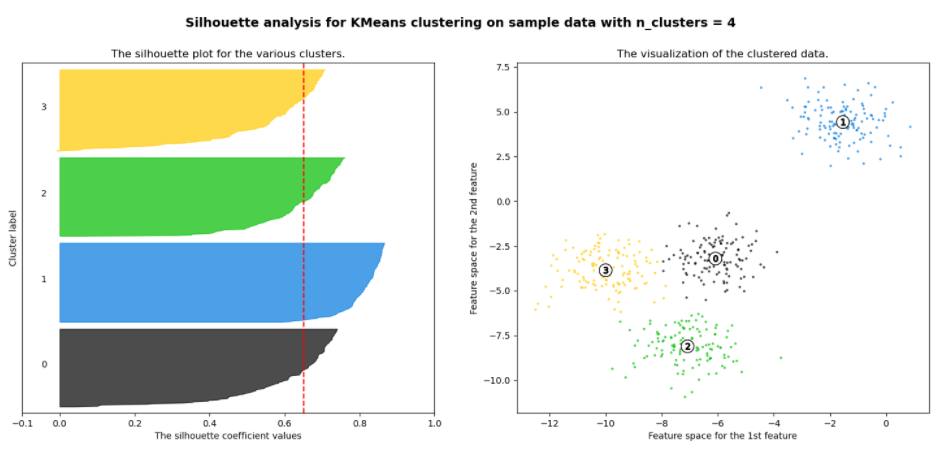 Silhouette analysis for KMeans clustering on sample data with n_clusters = 4
The silhouette plot for the various clusters.
3
2
1
0
Cluster label
−0.1 0.0 0.2 0.4 0.6 0.8 1.0
The silhouette coefficient values
The visualization of the clustered data.
7.5
5.0
2.5
0.0
−2.5
−5.0
−7.5
−10.0
Feature space for the 2nd feature
1
0
3
2
−12 −10 −8 −6 −4 −2 0
Feature space for the 1st feature